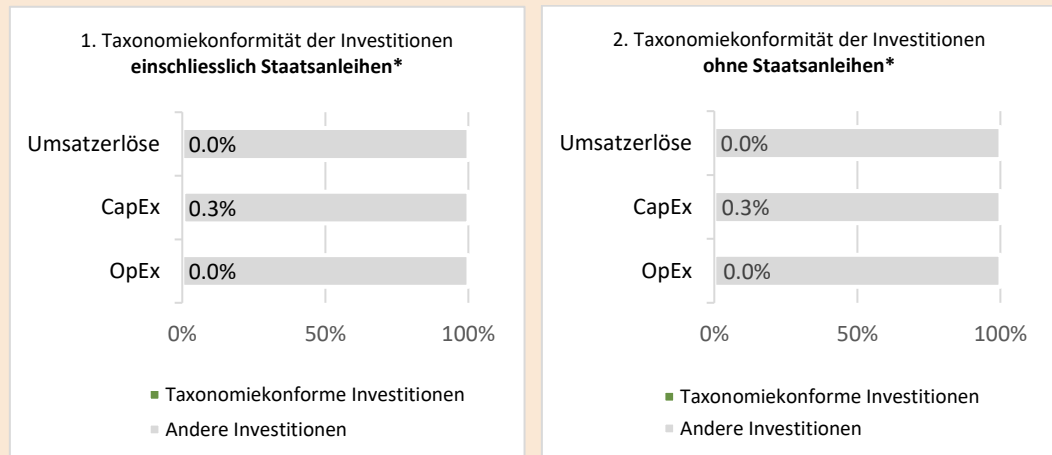 1. Taxonomiekonformität der Investitionen
einschliesslich Staatsanleihen*
Umsatzerlöse
0.0%
CapEx
0.3%
OpEx
0.0%
0%
50%
100%
Taxonomiekonforme Investitionen
Andere Investitionen
2. Taxonomiekonformität der Investitionen
ohne Staatsanleihen*
Umsatzerlöse
0.0%
CapEx
0.3%
OpEx
0.0%
0%
50%
100%
Taxonomiekonforme Investitionen
Andere Investitionen